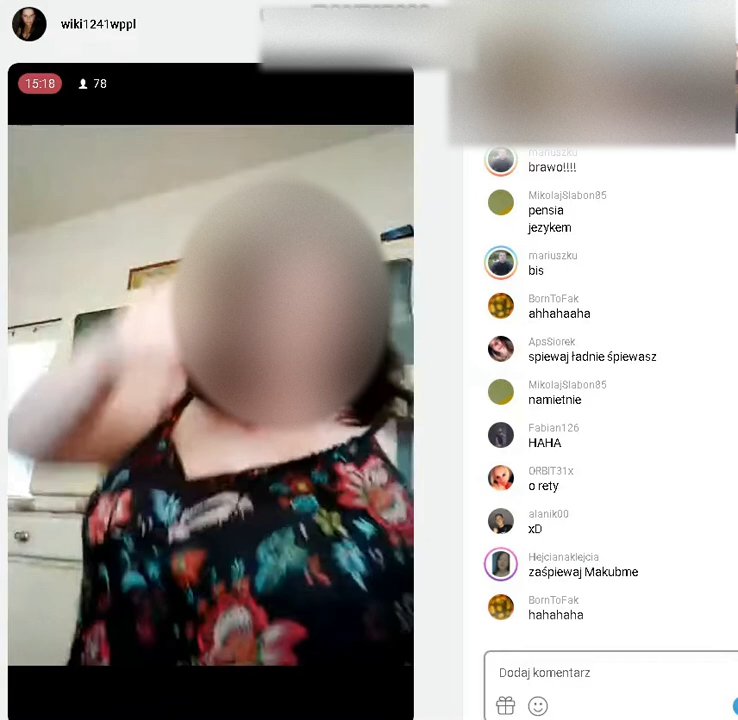 wiki1241wppl
15:18
78
mariuszku
brawo!!!!
MikolajSlabon85
pensia
jezykem
mariuszku
bis
BornToFak
ahhahaaha
ApsSiorek
spiewaj ładnie śpiewasz
MikolajSlabon85
namietnie
Fabian126
HAHA
ORBIT31x
o rety
alanik00
xD
Hejcianaklejcia
zaśpiewaj Makubme
BornToFak
hahahaha
Dodaj komentarz